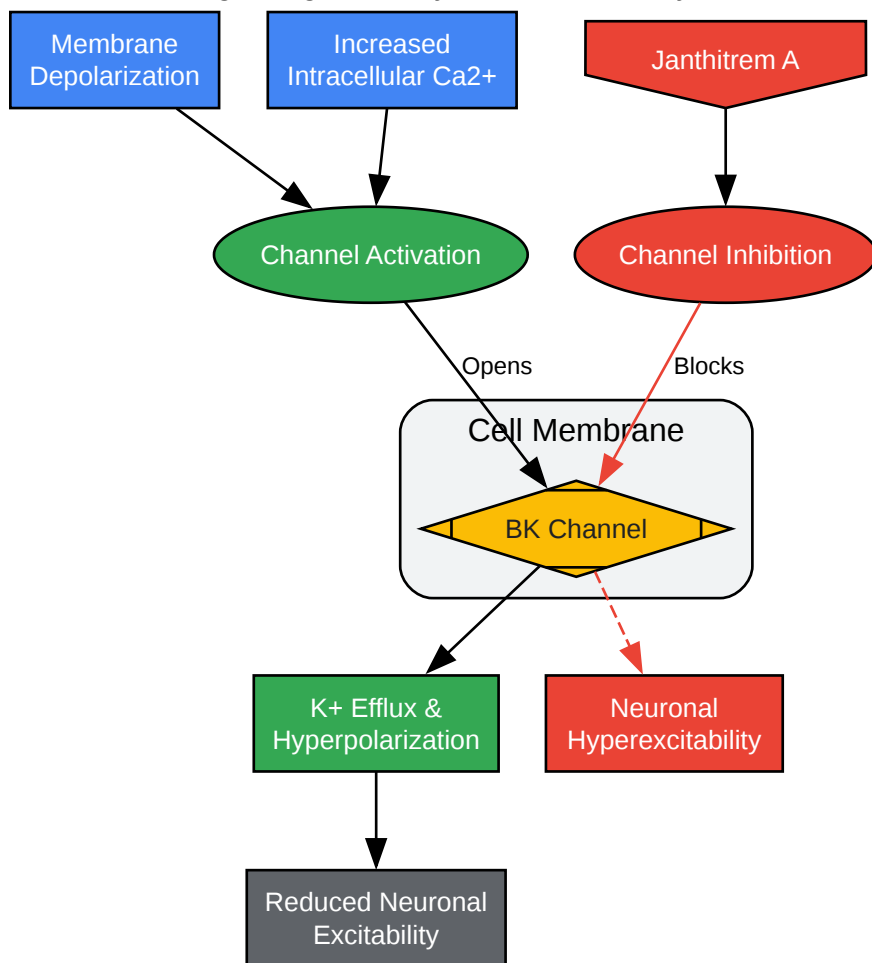 Membrane
Depolarization
Increased
Intracellular Ca2+
Janthitrem A
Channel Activation
Channel Inhibition
Opens
Blocks
Cell Membrane
BK Channel
K+ Efflux &
Hyperpolarization
Neuronal
Hyperexcitability
Reduced Neuronal
Excitability